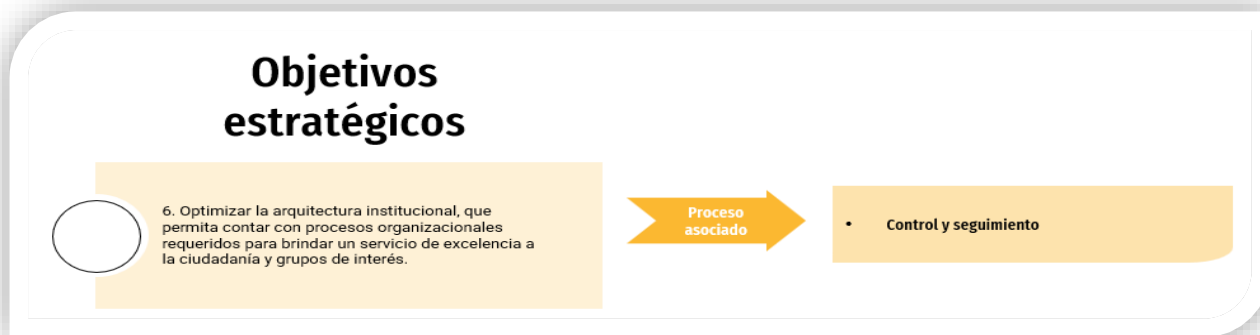 Objetivos
estratégicos
6. Optimizar la arquitectura institucional, que
permita contar con procesos organizacionales
requeridos para brindar un servicio de excelencia a
la ciudadanía y grupos de interés.
Proceso
asociado
• Control y seguimiento